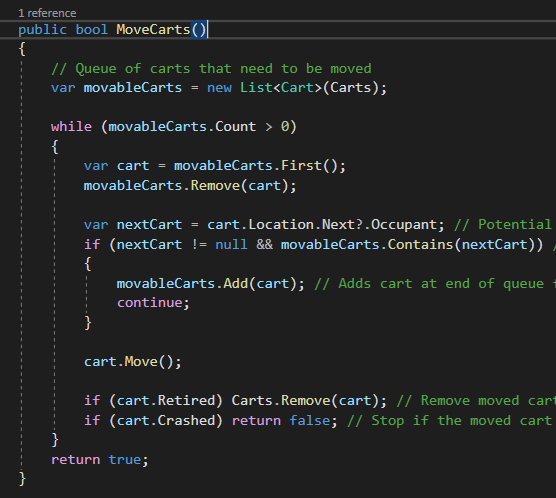 1 reference
public bool MoveCarts()
{
// Queue of carts that need to be moved
var movableCarts = new List<Cart>(Carts);
while (movableCarts.Count > 0)
{
var cart = movableCarts.First();
movableCarts.Remove(cart);
var nextCart = cart.Location.Next?.Occupant; // Potential
if (nextCart != null && movableCarts.Contains(nextCart)) /
{
movableCarts.Add(cart); // Adds cart at end of queue
continue;
}
cart.Move();
if (cart.Retired) Carts.Remove(cart); // Remove moved cart
if (cart.Crashed) return false; // Stop if the moved cart
}
return true;
}